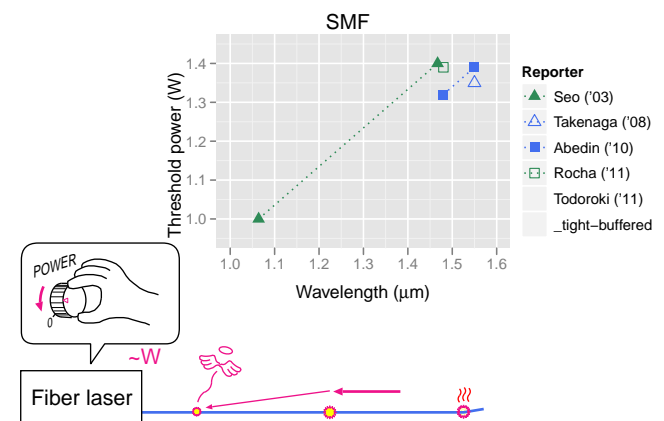 SMF
Threshold power (W)
1.4
1.3
1.2
1.1
1.0
1.0 1.1 1.2 1.3 1.4 1.5 1.6
Wavelength (μm)
Reporter
Seo ('03)
Takenaga ('08)
Abedin ('10)
Rocha ('11)
Todoroki ('11)
_tight−buffered
POWER
0
~W
Fiber laser